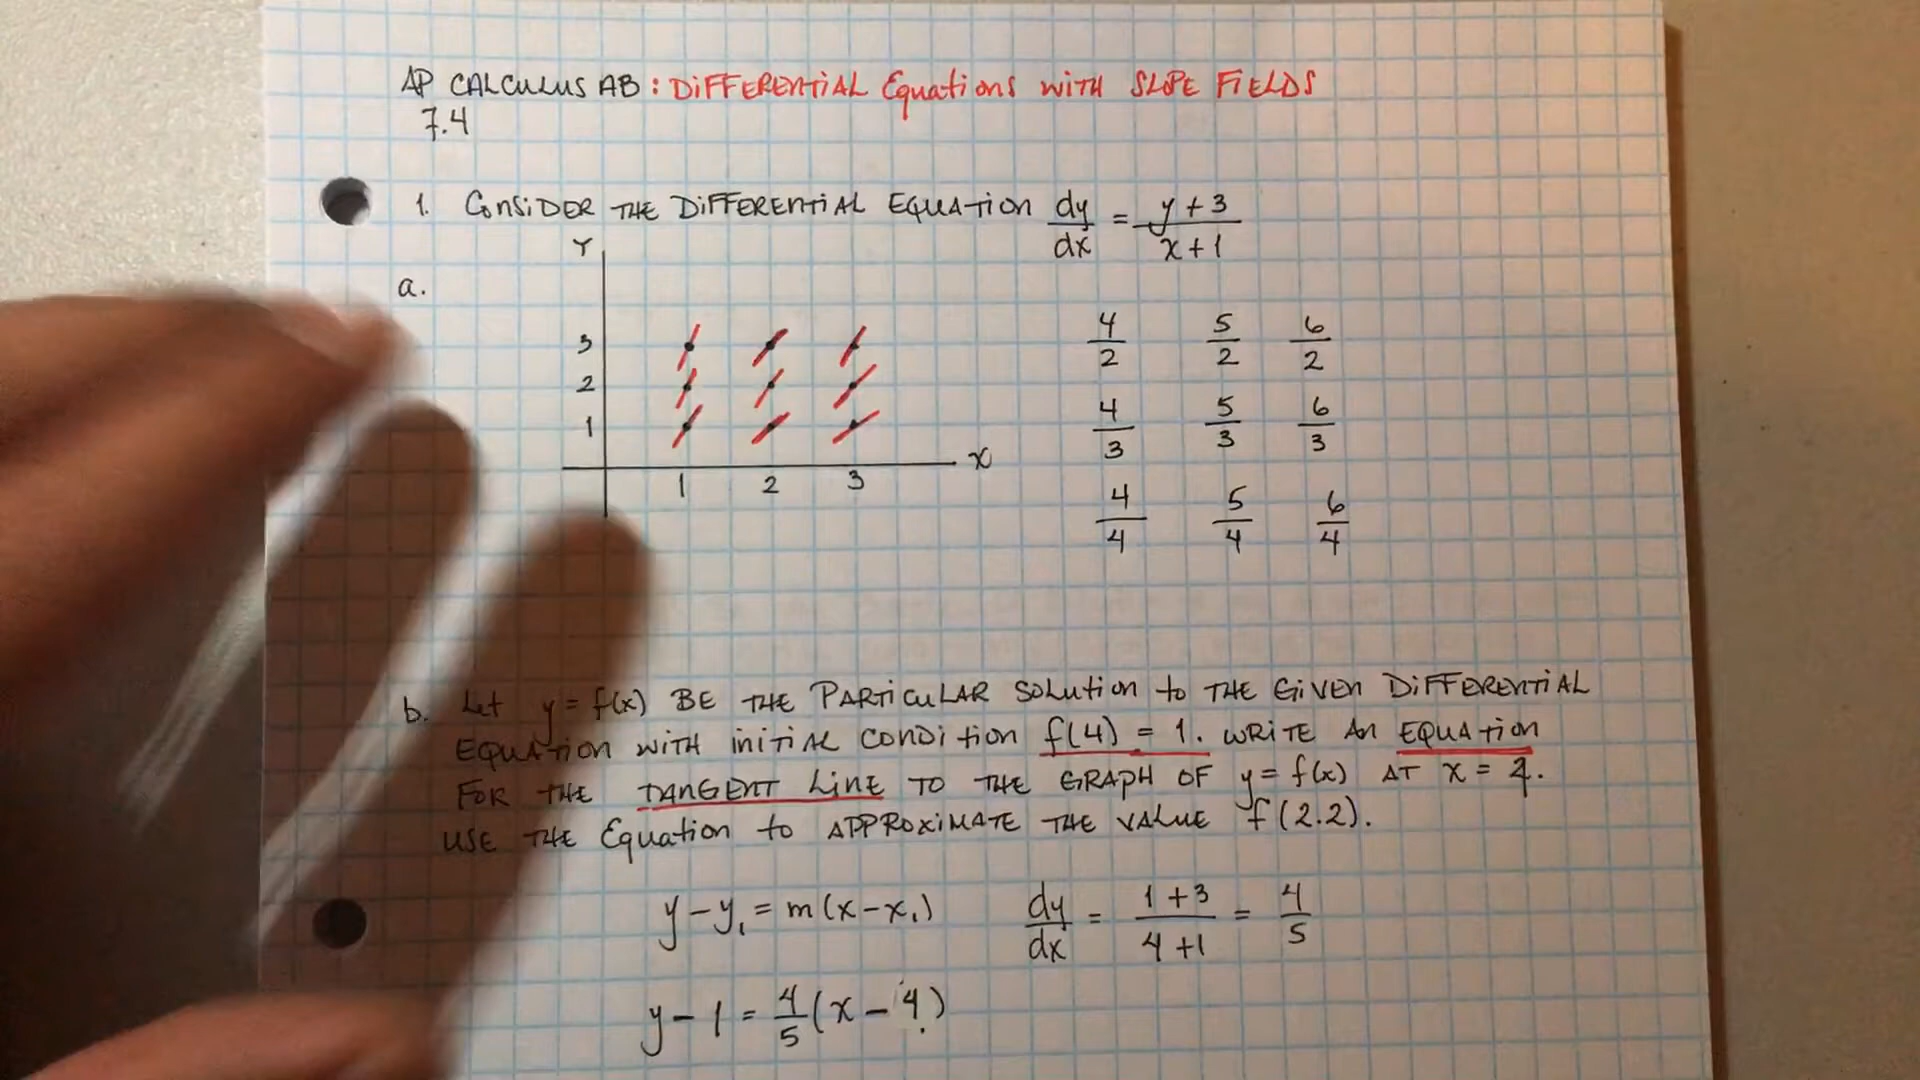 AP CALCULUS AB: DIFFERENTIAL Equations WITH SLOPE FIELDS
7.4
1. CONSIDER THE DIFFERENTIAL EQUATION dy/dx = y+3/x+1
Y
a.
3
2
1
x
1 2 3
4/2 5/2 6/2
4/3 5/3 6/3
4/4 5/4 6/4
b. Let y = f(x) BE THE PARTICULAR SOLUTION to THE GIVEN DIFFERENTIAL
EQUATION WITH INITIAL CONDITION f(4) = 1. WRITE AN EQUATION
FOR THE TANGENT LINE TO THE GRAPH OF y = f(x) AT x = 4.
USE THE Equation to APPROXIMATE THE VALUE f(2.2).
y-y₁ = m(x-x₁) dy/dx = 1+3/4+1 = 4/5
y-1 = 4/5(x-4)